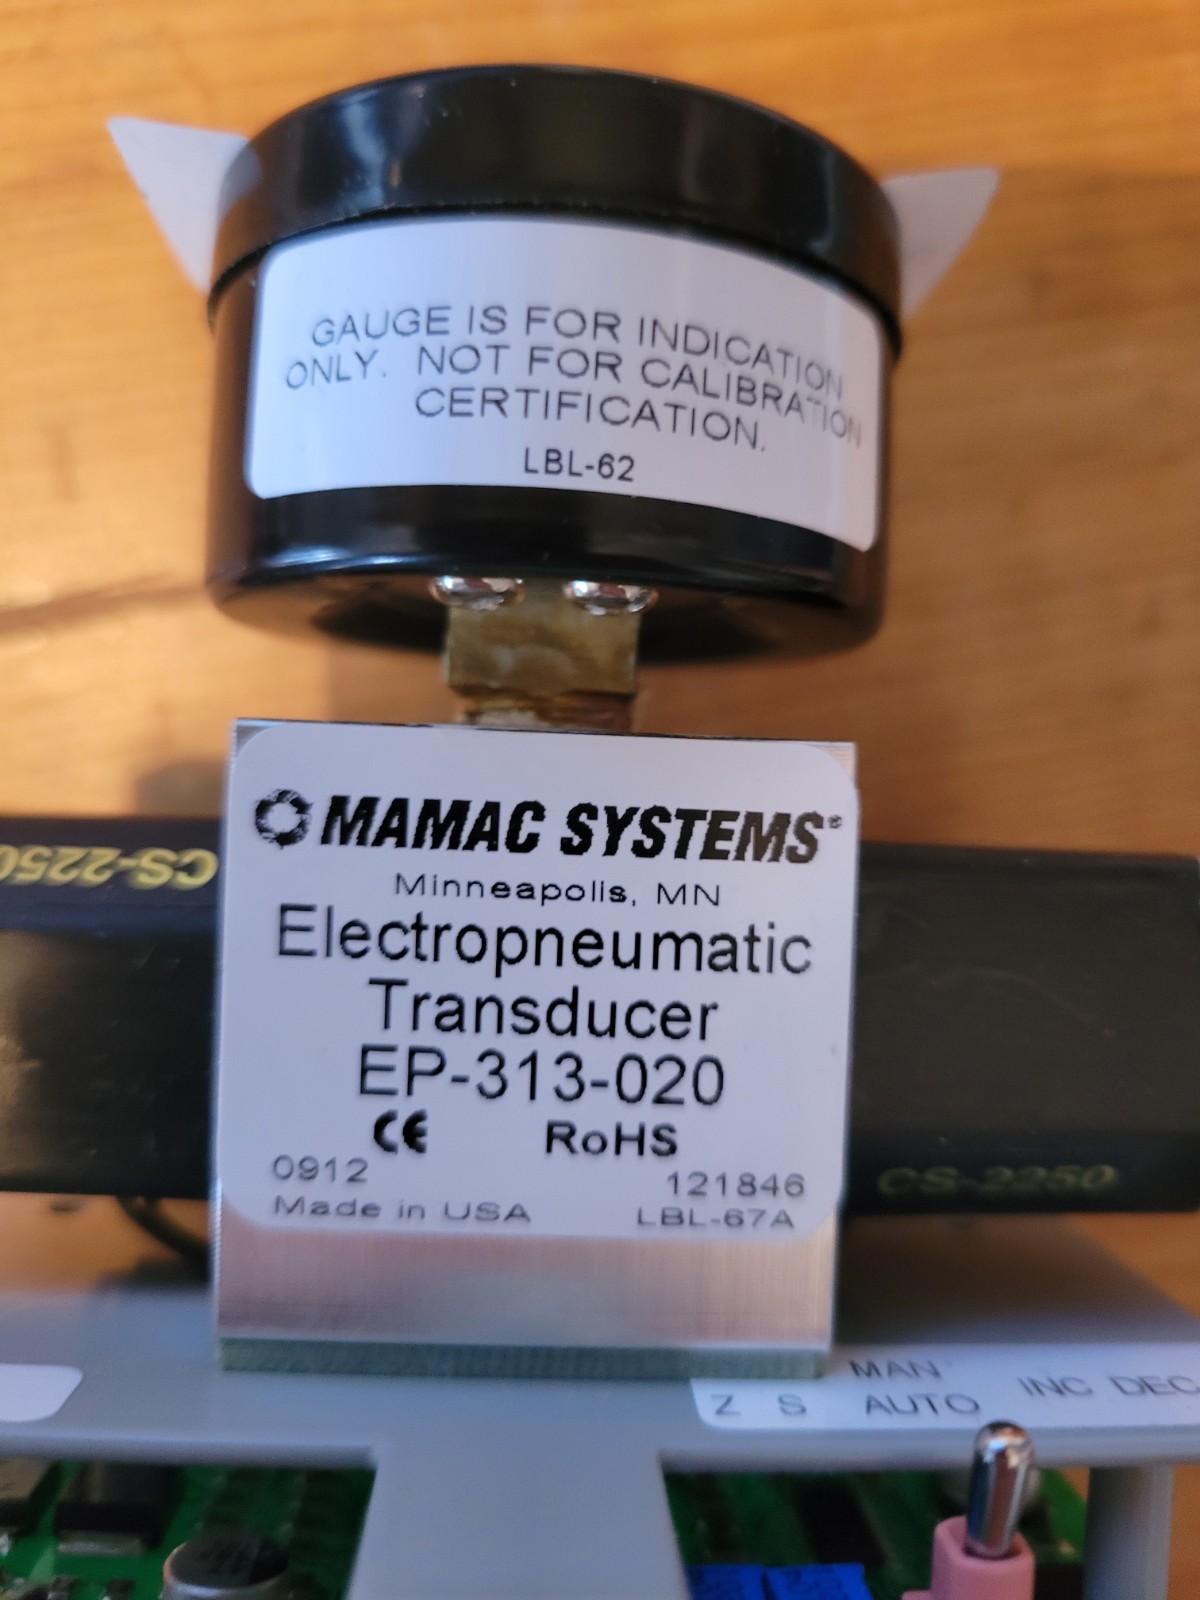 GAUGE IS FOR INDICATION
ONLY. NOT FOR CALIBRATION
CERTIFICATION.
LBL-62
MAMAC SYSTEMS®
Minneapolis, MN
Electropneumatic
Transducer
EP-313-020
CE RoHS
0912 121846
Made in USA LBL-67A
CS-2250
CS-2250
MAN
Z S AUTO INC DEC